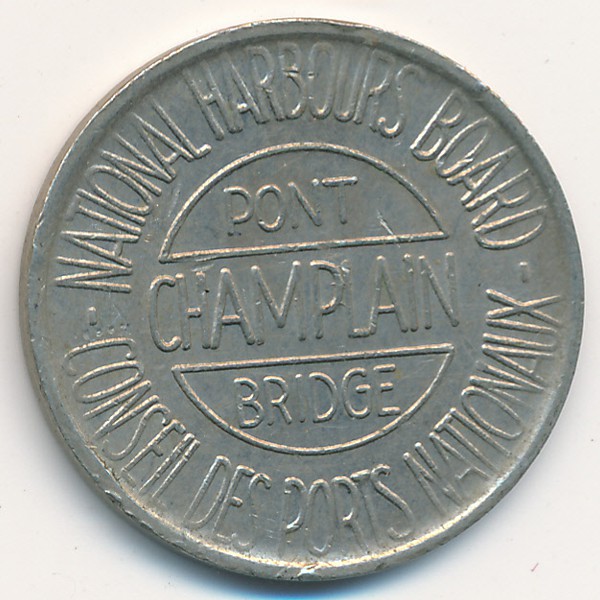 NATIONAL HARBOURS BOARD
PONT
CHAMPLAIN
BRIDGE
CONSEIL DES PORTS NATIONAUX